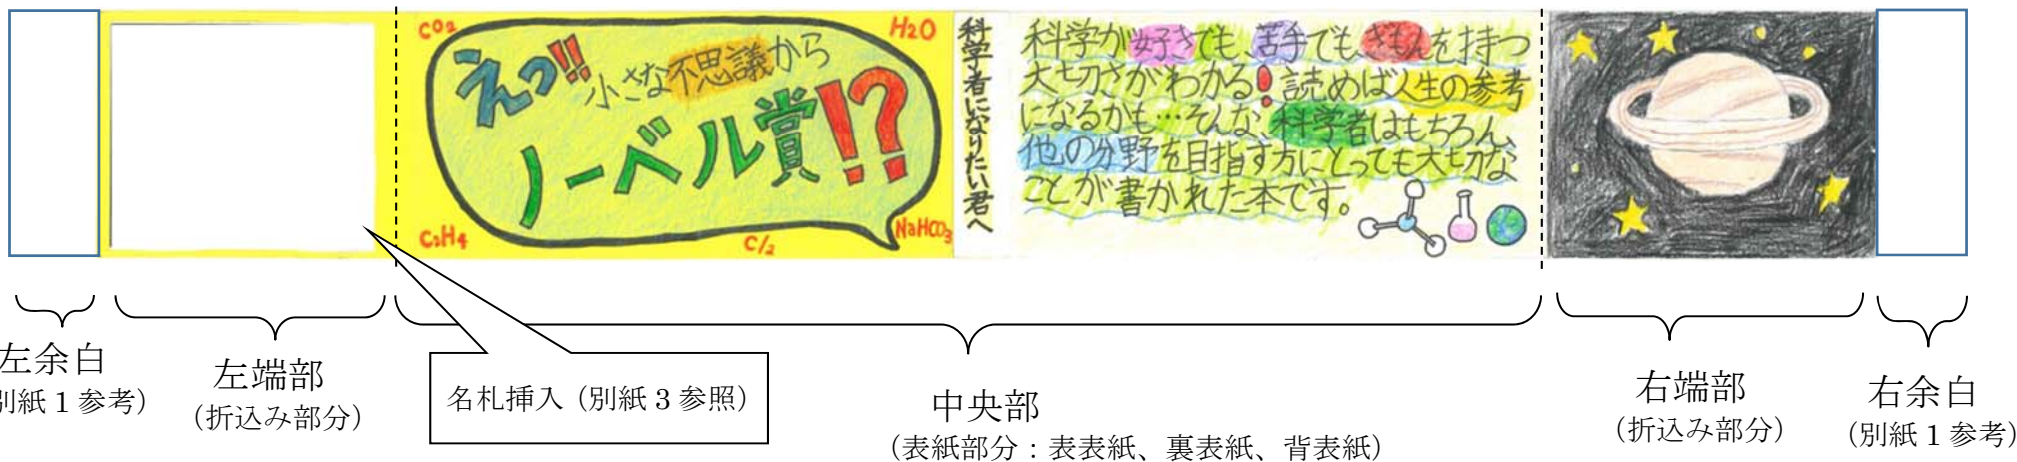 CO2
H2O
えっ!!
小さな不思議から
ノーベル賞!?
C2H4
Cl2
NaHCO3
科学者になりたい君へ
科学が好きでも、苦手でも、ぎもんを持つ
大切さがわかる!読めば人生の参考
になるかも…そんな、科学者はもちろん、
他の分野を目指す方にとっても大切な
ことが書かれた本です。
左余白
別紙1参考)
左端部
(折込み部分)
名札挿入(別紙3参照)
中央部
(表紙部分:表表紙、裏表紙、背表紙)
右端部
(折込み部分)
右余白
(別紙1参考)